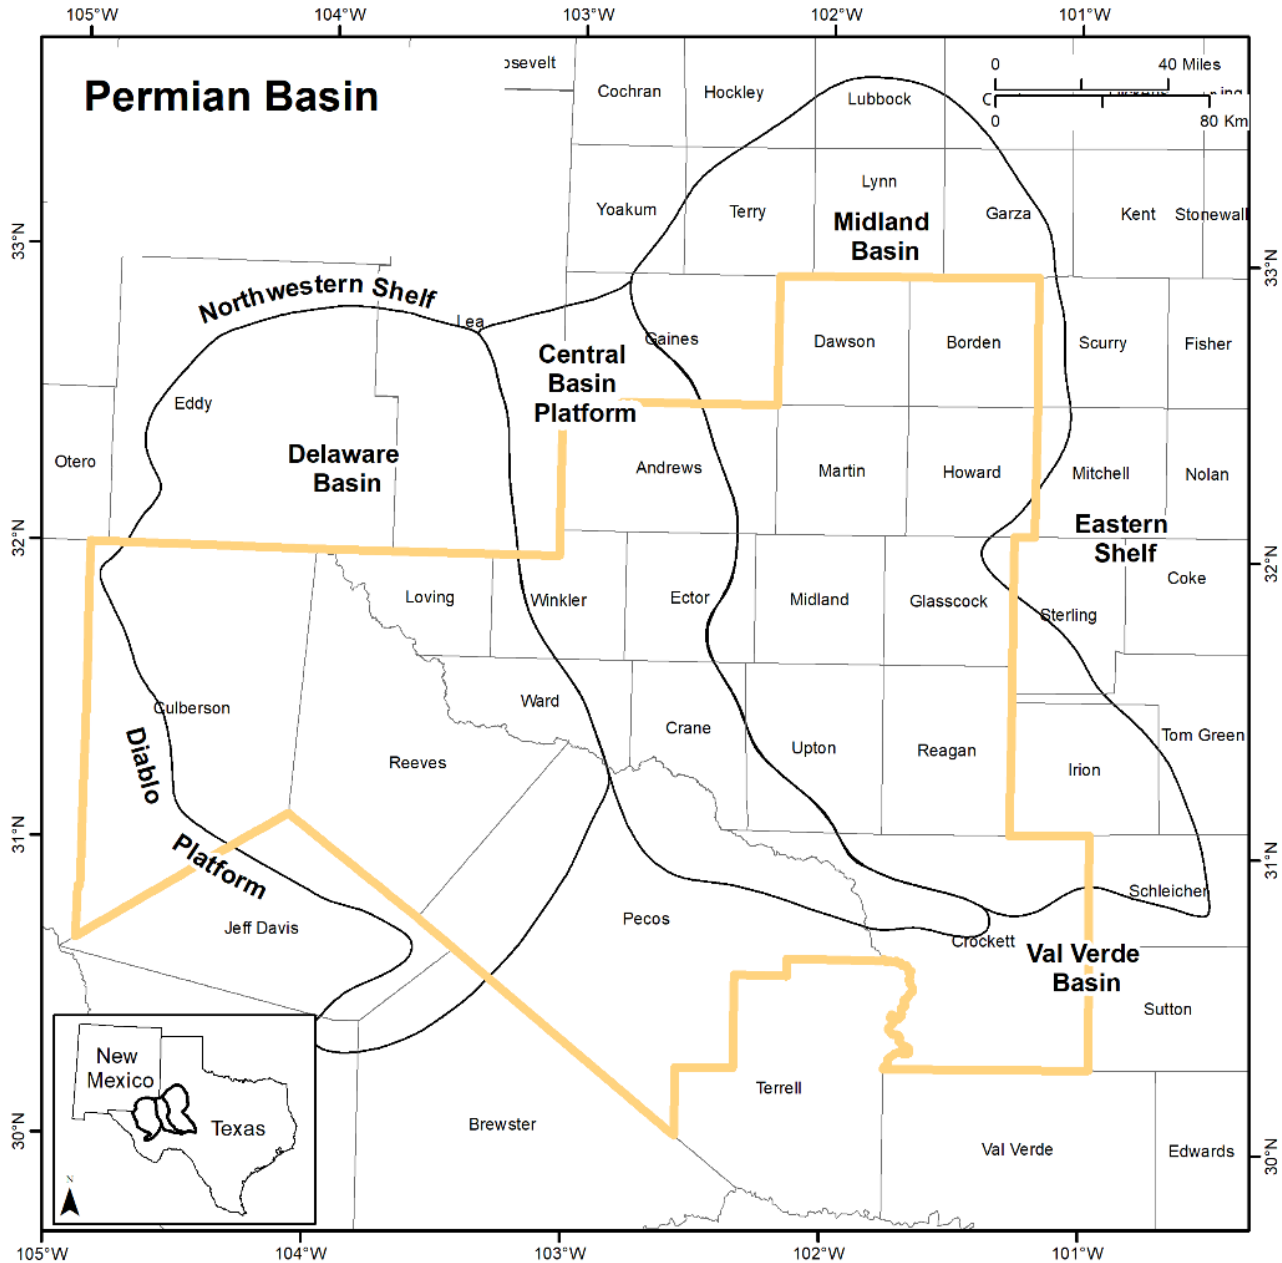 105°W 104°W 103°W 102°W 101°W
Permian Basin
osevelt
Cochran
Hockley
Lubbock
0 40 Miles
0 80 Km
Lynn
Yoakum
Terry
Garza
Kent
Stonewall
Midland
Basin
33°N
33°N
Northwestern Shelf
Lea
Gaines
Dawson
Borden
Scurry
Fisher
Central
Basin
Platform
Eddy
Delaware
Basin
Otero
Andrews
Martin
Howard
Mitchell
Nolan
Eastern
Shelf
32°N
32°N
Loving
Winkler
Ector
Midland
Glasscock
Sterling
Coke
Culberson
Ward
Crane
Upton
Reagan
Irion
Tom Green
Reeves
Diablo
Platform
31°N
31°N
Jeff Davis
Pecos
Crockett
Schleicher
Val Verde
Basin
Sutton
New
Mexico
Texas
N
Terrell
Brewster
Val Verde
Edwards
30°N
30°N
105°W 104°W 103°W 102°W 101°W